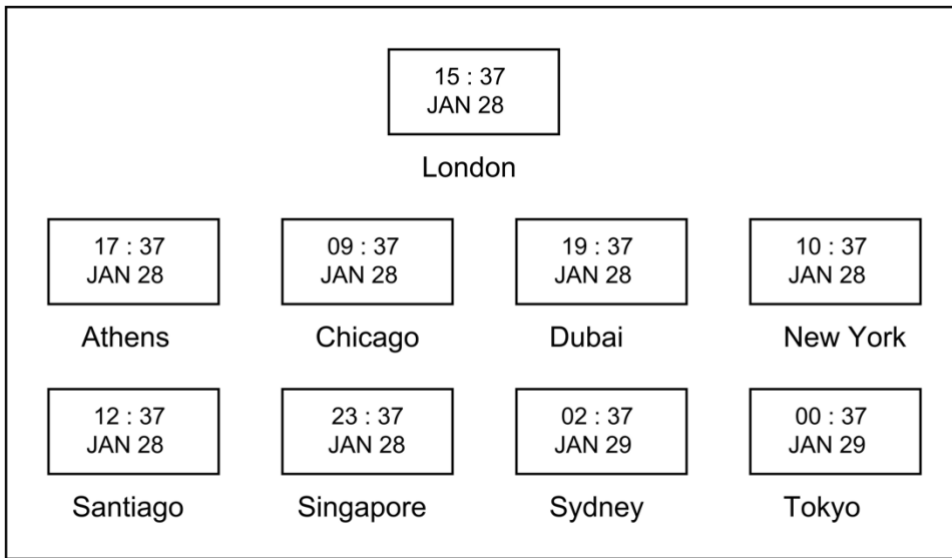 15 : 37
JAN 28
London
17 : 37
JAN 28
Athens
09 : 37
JAN 28
Chicago
19 : 37
JAN 28
Dubai
10 : 37
JAN 28
New York
12 : 37
JAN 28
Santiago
23 : 37
JAN 28
Singapore
02 : 37
JAN 29
Sydney
00 : 37
JAN 29
Tokyo